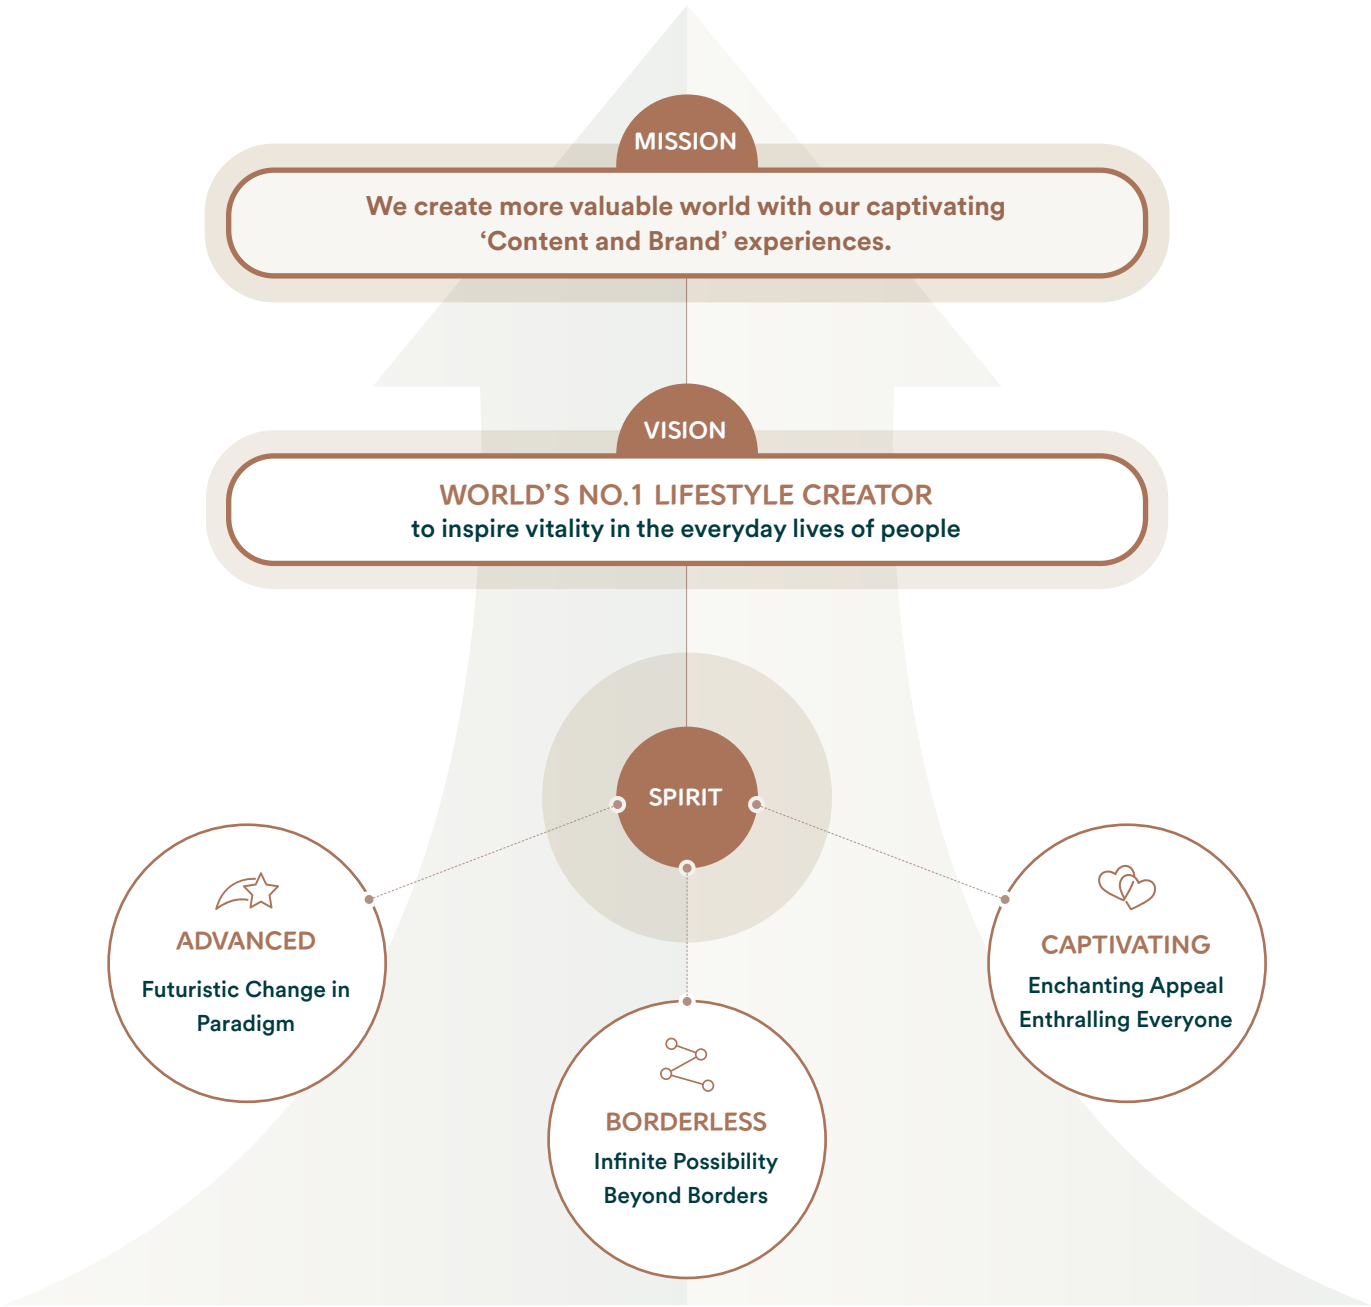 MISSION
We create more valuable world with our captivating
‘Content and Brand’ experiences.
VISION
WORLD’S NO.1 LIFESTYLE CREATOR
to inspire vitality in the everyday lives of people
SPIRIT
ADVANCED
Futuristic Change in
Paradigm
BORDERLESS
Infinite Possibility
Beyond Borders
CAPTIVATING
Enchanting Appeal
Enthralling Everyone